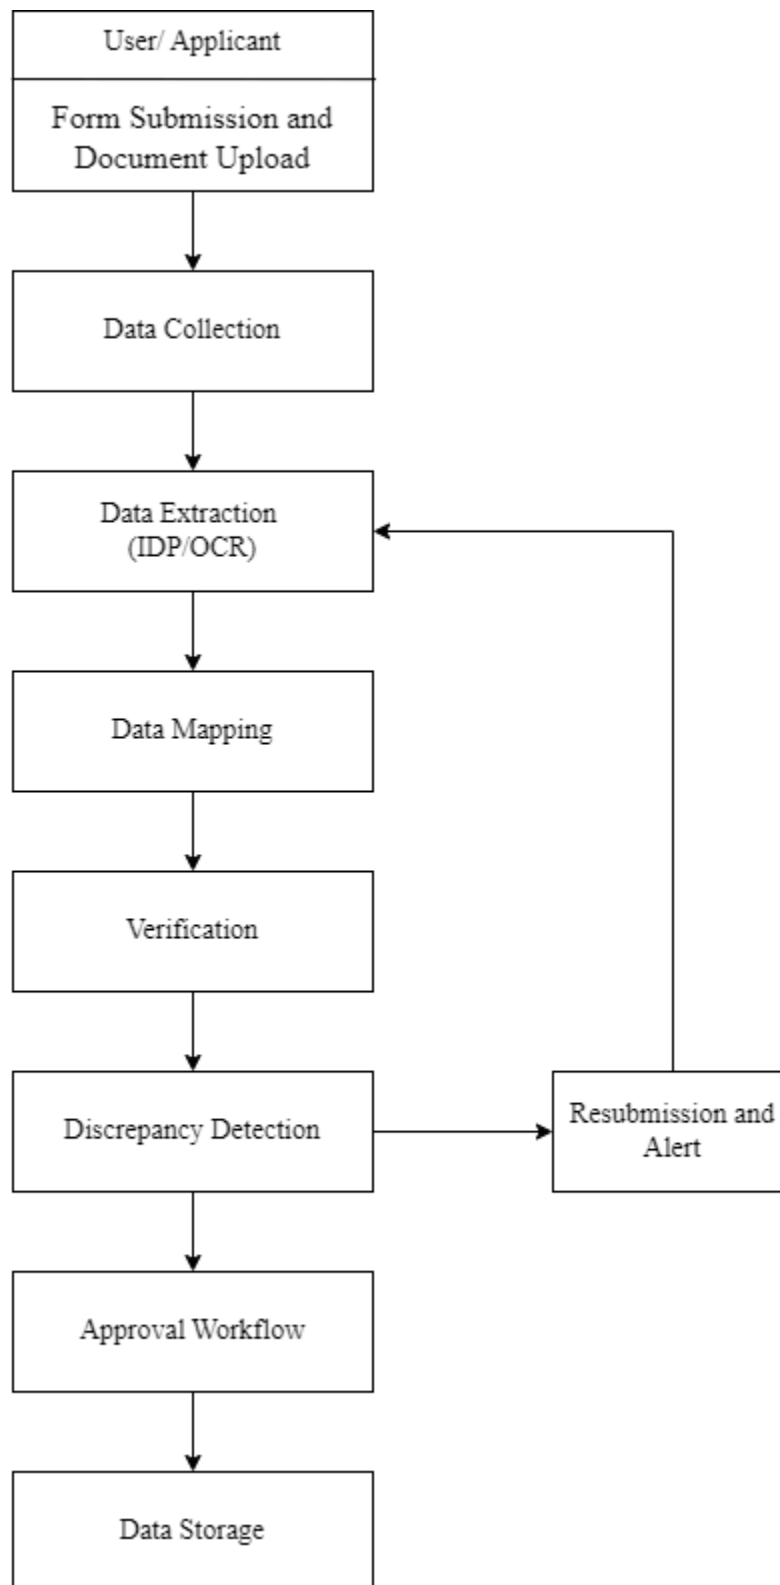 User/ Applicant
Form Submission and
Document Upload
Data Collection
Data Extraction
(IDP/OCR)
Data Mapping
Verification
Discrepancy Detection
Resubmission and
Alert
Approval Workflow
Data Storage